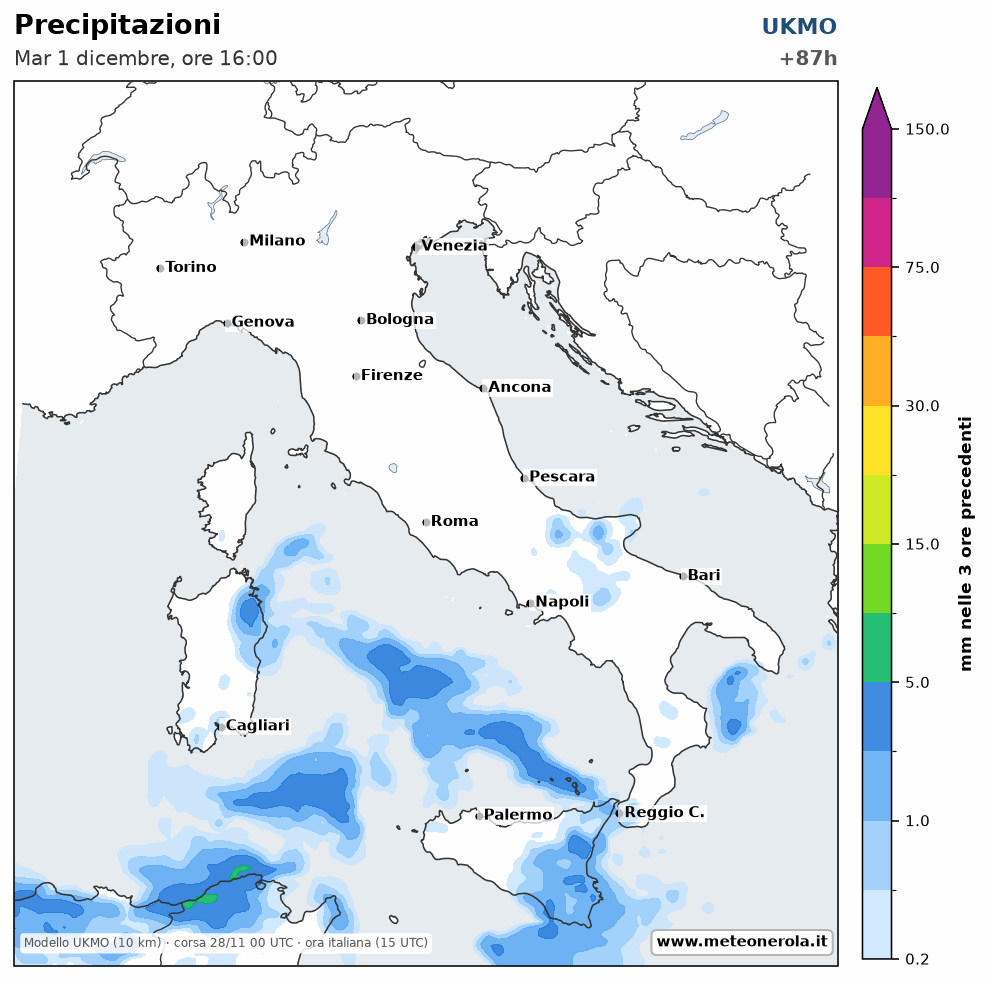 Precipitazioni
UKMO
Mar 1 dicembre, ore 16:00
+87h
150.0
75.0
30.0
15.0
5.0
1.0
0.2
mm nelle 3 ore precedenti
Milano
Venezia
Torino
Genova
Bologna
Firenze
Ancona
Pescara
Roma
Bari
Napoli
Cagliari
Palermo
Reggio C.
Modello UKMO (10 km) · corsa 28/11 00 UTC · ora italiana (15 UTC)
www.meteonerola.it